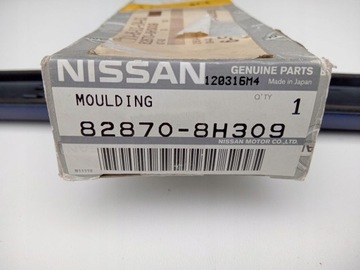 NISSAN
GENUINE PARTS
Made in Japan
120316M4
MOULDING
Q'TY
1
82870-8H309
NISSAN MOTOR CO.,LTD.